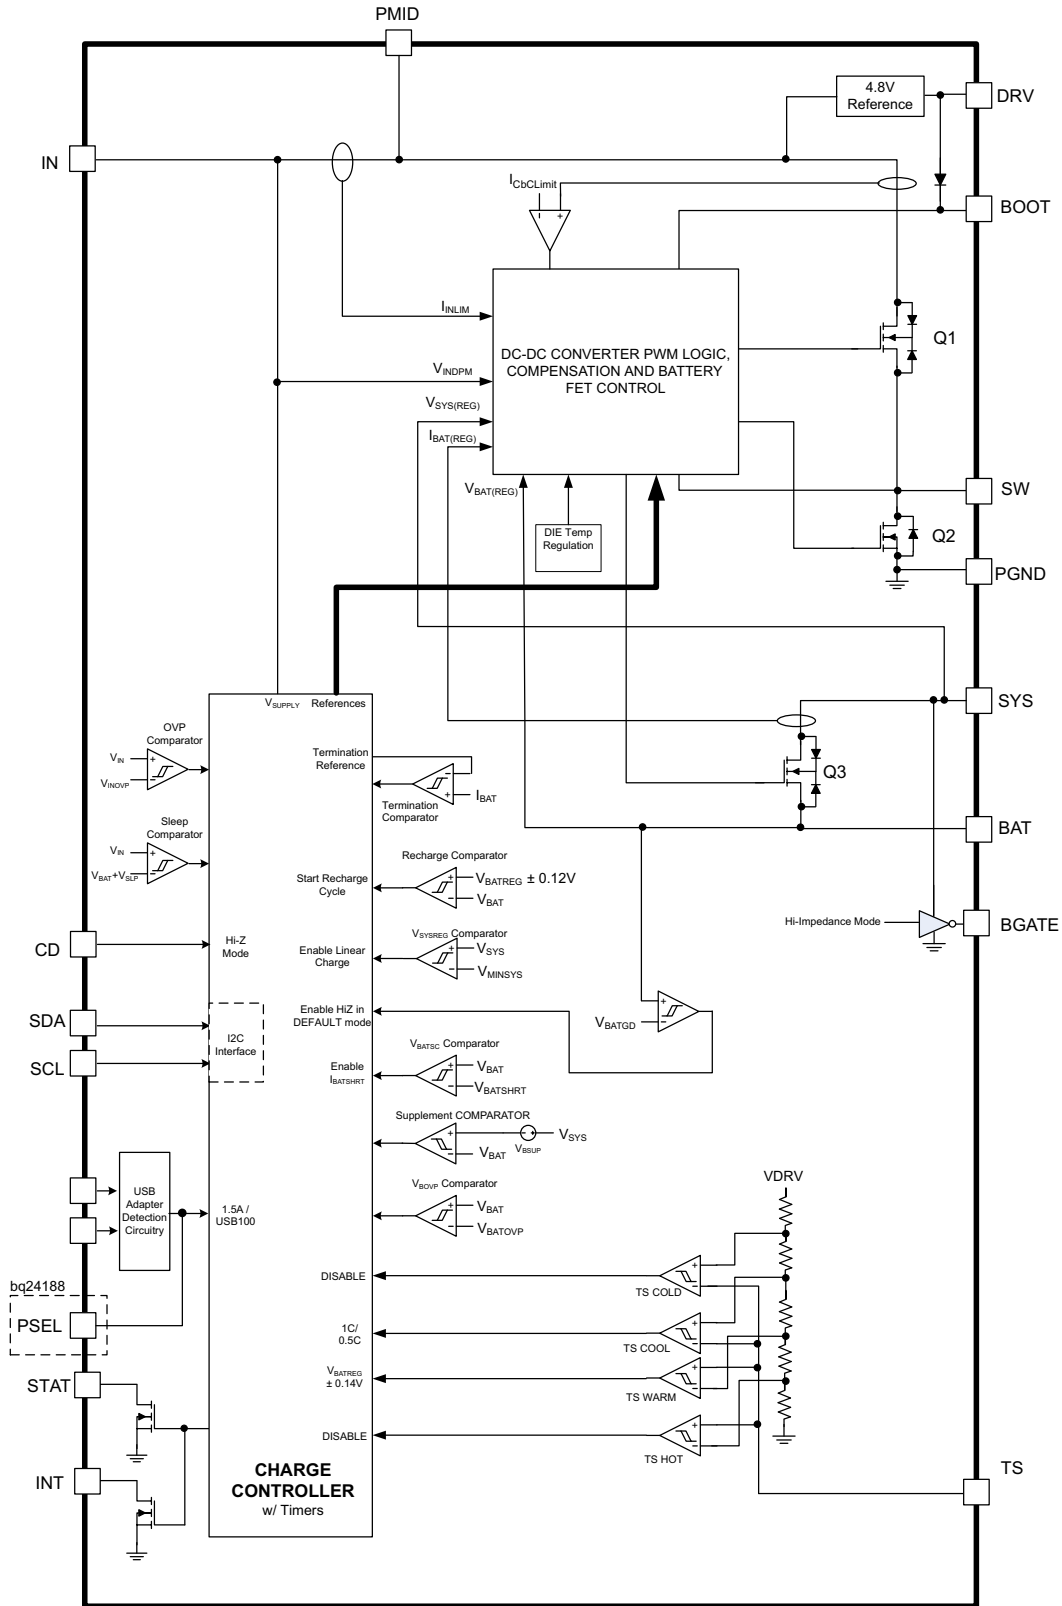 PMID
4.8V
Reference
DRV
IN
I_CbCLimit
- +
BOOT
I_INLIM
Q1
DC-DC CONVERTER PWM LOGIC,
COMPENSATION AND BATTERY
FET CONTROL
V_INDPM
V_SYS(REG)
I_BAT(REG)
V_BAT(REG)
SW
DIE Temp
Regulation
Q2
PGND
V_SUPPLY References
SYS
OVP
Comparator
V_IN +
V_INOVP -
Termination
Reference
-
+
I_BAT
Termination
Comparator
Q3
Sleep
Comparator
V_IN +
V_BAT+V_SLP -
BAT
Recharge Comparator
Start Recharge
Cycle
+ V_BATREG ± 0.12V
- V_BAT
Hi-Impedance Mode
BGATE
CD
Hi-Z
Mode
V_SYSREG Comparator
Enable Linear
Charge
+ V_SYS
- V_MINSYS
SDA
SCL
I2C
Interface
Enable HiZ in
DEFAULT mode
+
V_BATGD -
V_BATSC Comparator
Enable
I_BATSHRT
+ V_BAT
- V_BATSHRT
Supplement COMPARATOR
+ - + V_SYS
V_BSUP
- V_BAT
USB
Adapter
Detection
Circuitry
1.5A /
USB100
V_BOVP Comparator
+ V_BAT
- V_BATOVP
VDRV
bq24188
PSEL
DISABLE
+
-
TS COLD
1C/
0.5C
+
-
TS COOL
STAT
V_BATREG
± 0.14V
+
-
TS WARM
DISABLE
+
-
TS HOT
INT
CHARGE
CONTROLLER
w/ Timers
TS